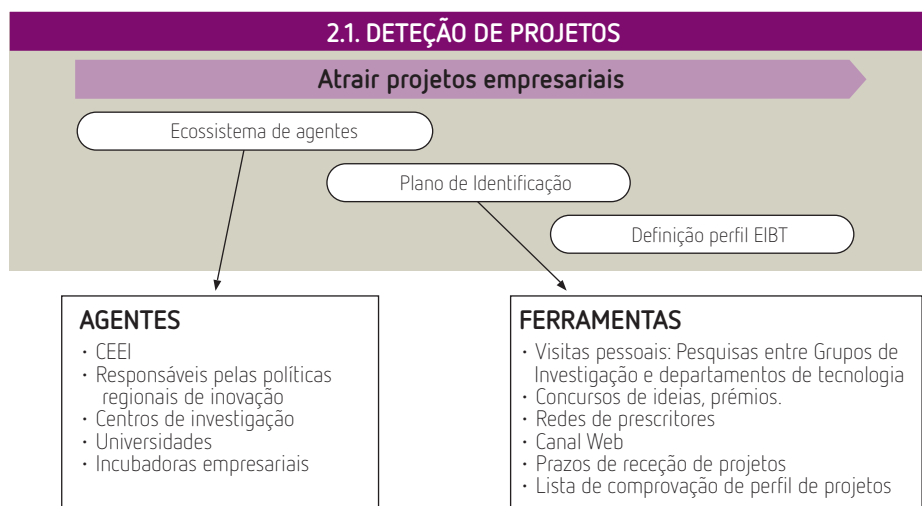 2.1. DETEÇÃO DE PROJETOS
Atrair projetos empresariais
Ecossistema de agentes
Plano de Identificação
Definição perfil EIBT
AGENTES
· CEEI
· Responsáveis pelas políticas
regionais de inovação
· Centros de investigação
· Universidades
· Incubadoras empresariais
FERRAMENTAS
· Visitas pessoais: Pesquisas entre Grupos de
Investigação e departamentos de tecnologia
· Concursos de ideias, prémios.
· Redes de prescritores
· Canal Web
· Prazos de receção de projetos
· Lista de comprovação de perfil de projetos